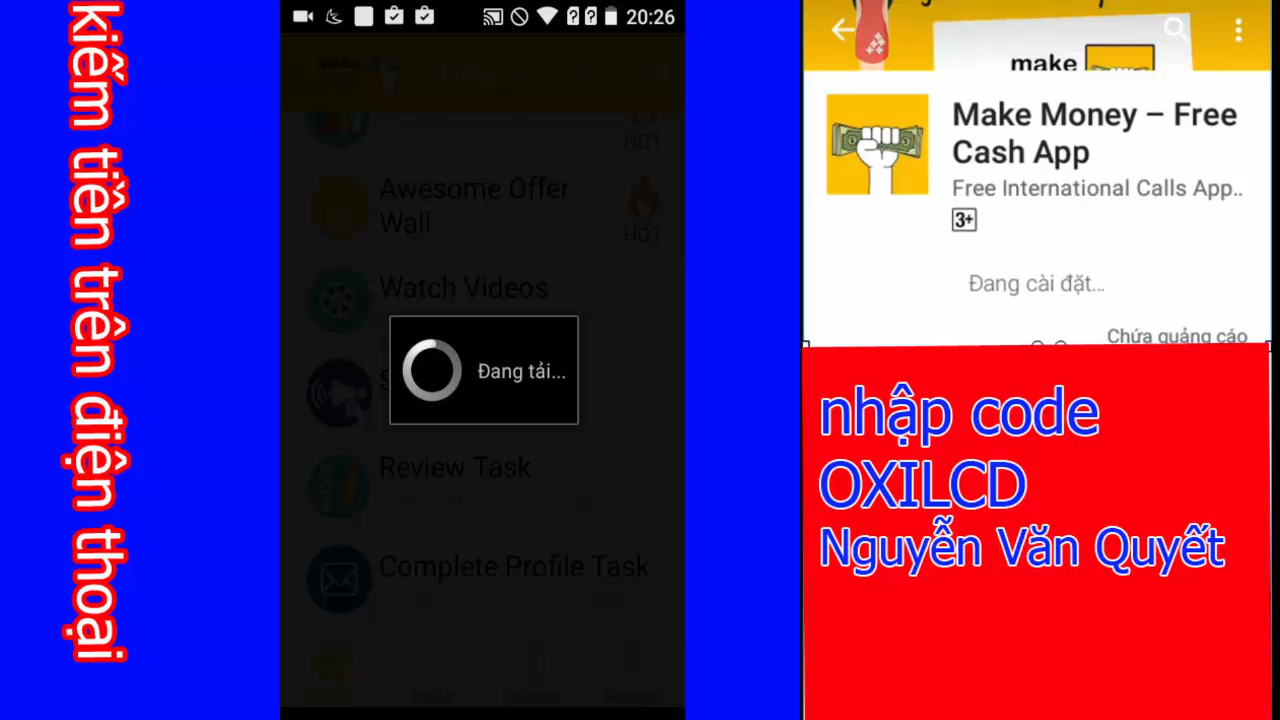 kiếm tiền trên điện thoại
20:26
make
HOT
Awesome Offer
Wall
HOT
Watch Videos
S
Đang tải...
Review Task
Complete Profile Task
make
Make Money – Free
Cash App
Free International Calls App..
3+
Đang cài đặt...
Chứa quảng cáo
nhập code
OXILCD
Nguyễn Văn Quyết